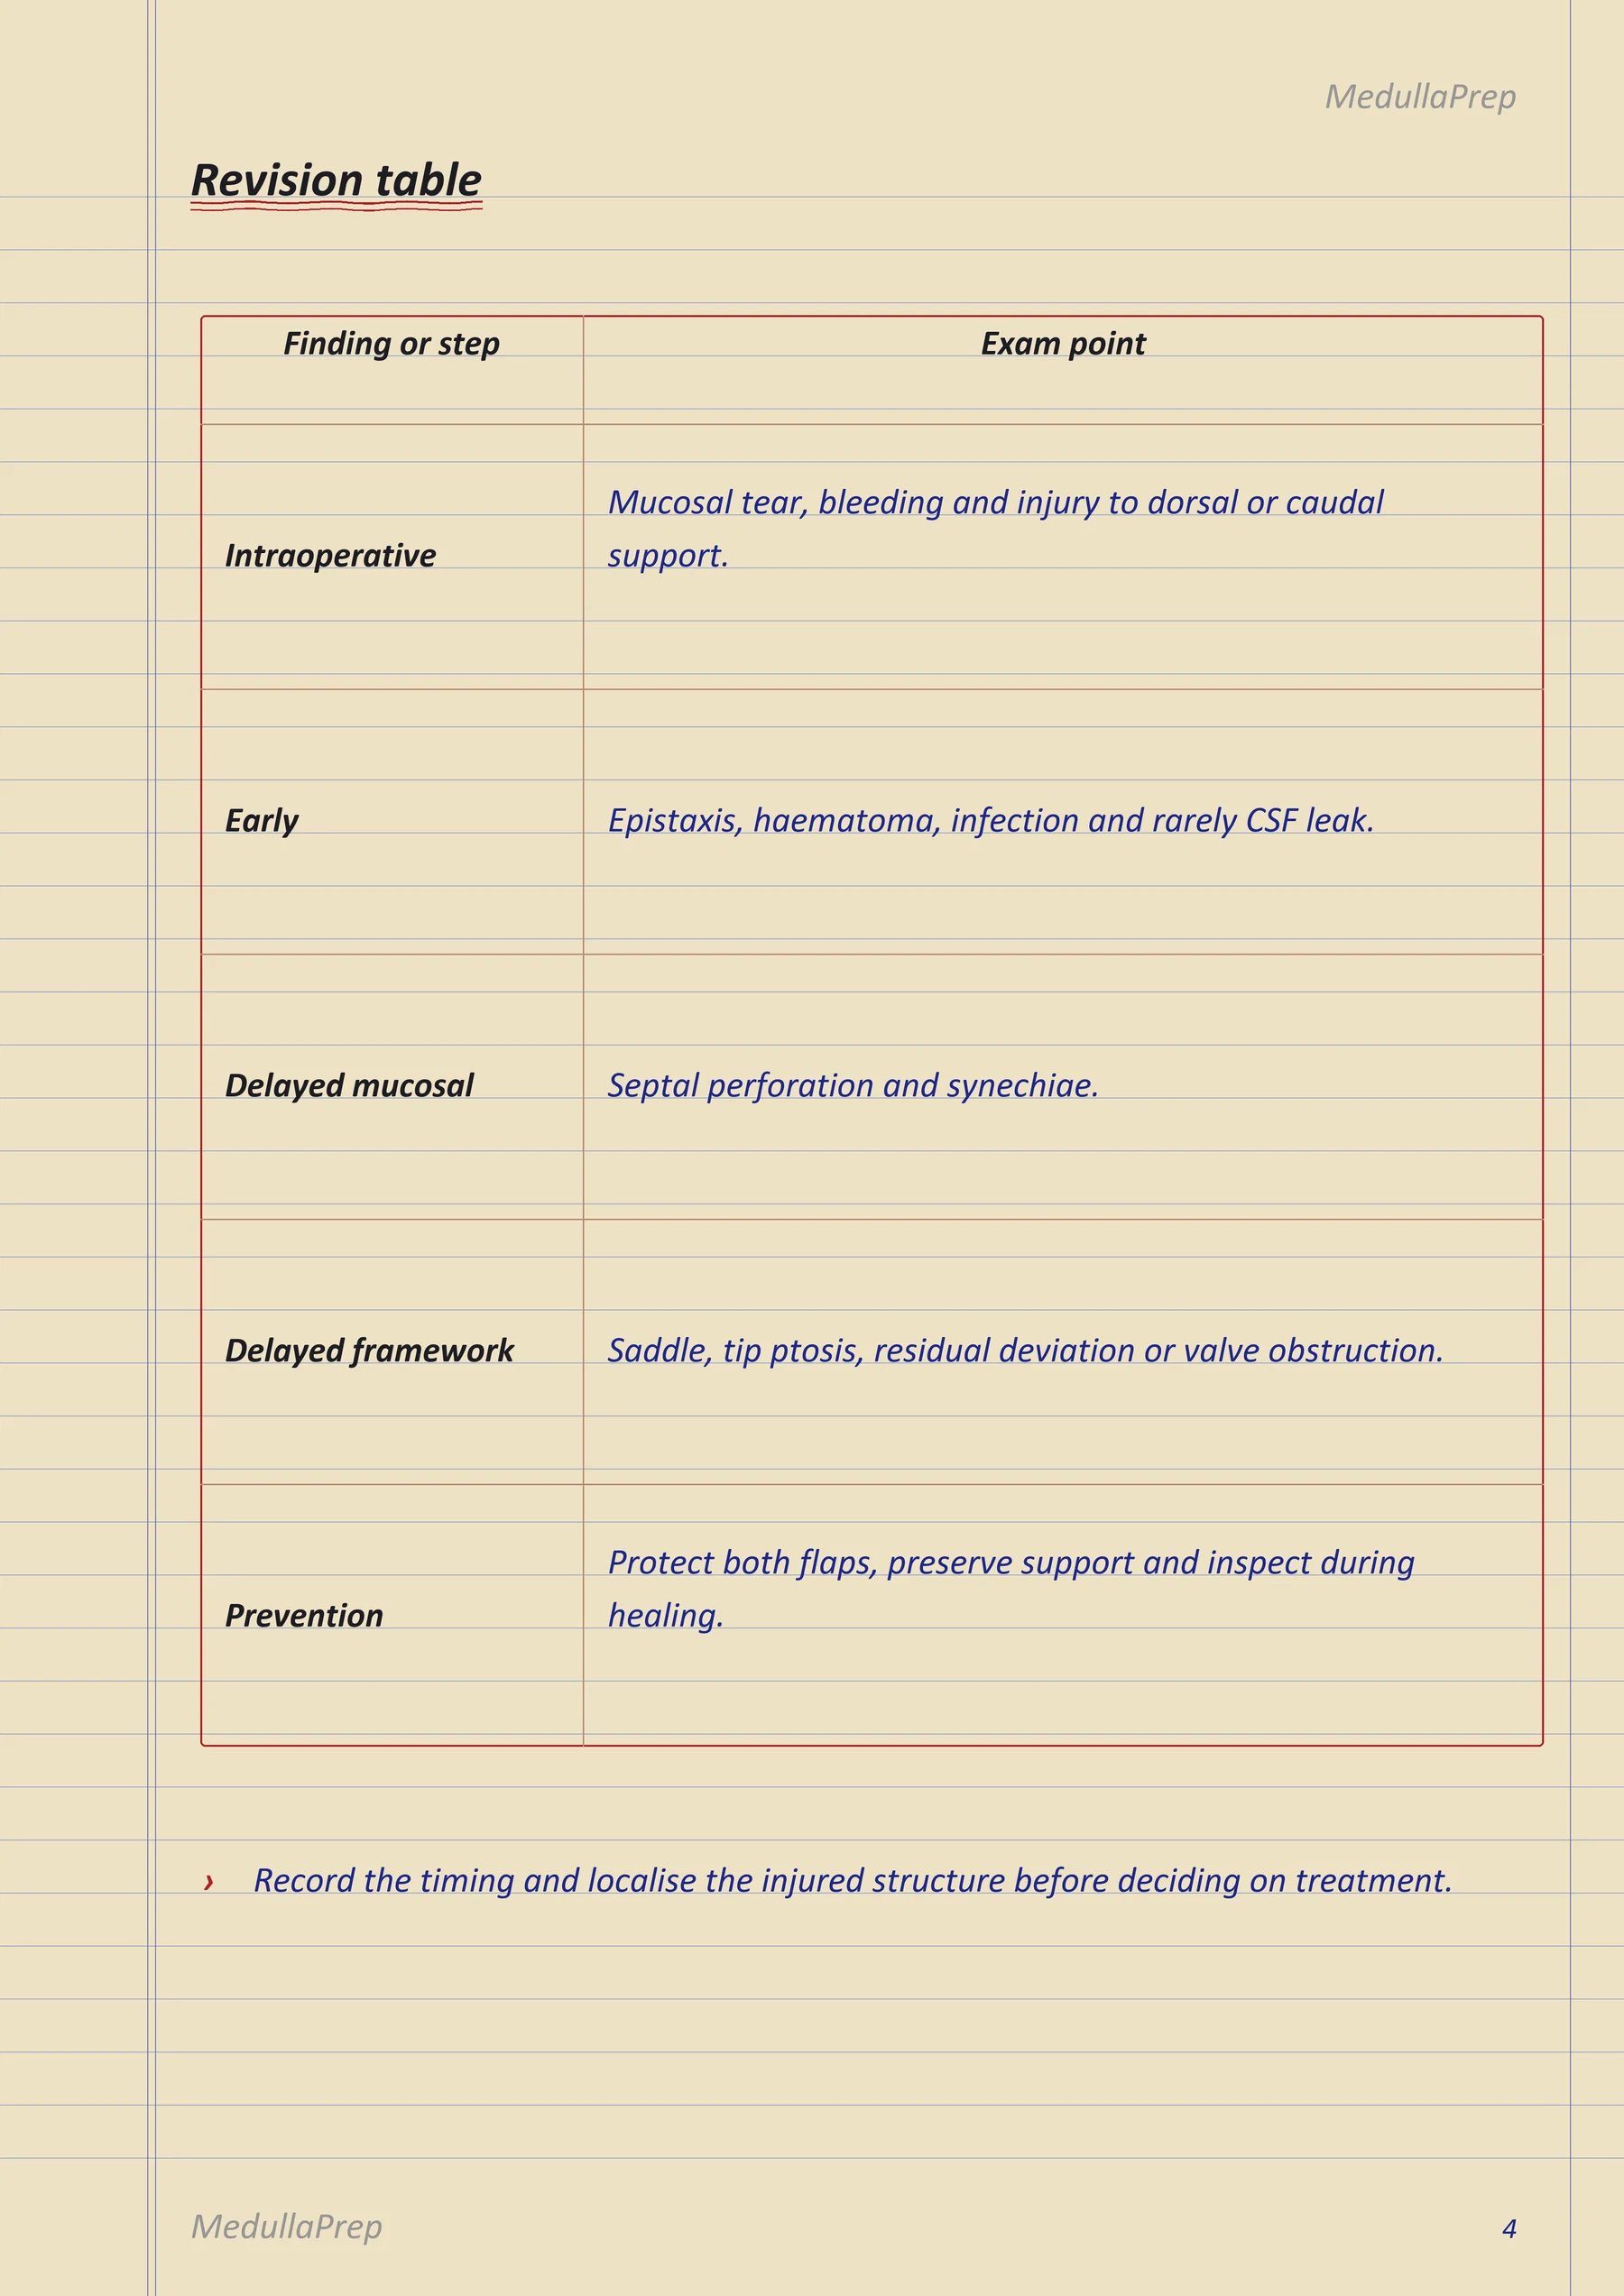 MedullaPrep
Revision table
Finding or step
Exam point
Intraoperative
Mucosal tear, bleeding and injury to dorsal or caudal
support.
Early
Epistaxis, haematoma, infection and rarely CSF leak.
Delayed mucosal
Septal perforation and synechiae.
Delayed framework
Saddle, tip ptosis, residual deviation or valve obstruction.
Prevention
Protect both flaps, preserve support and inspect during
healing.
› Record the timing and localise the injured structure before deciding on treatment.
MedullaPrep
4